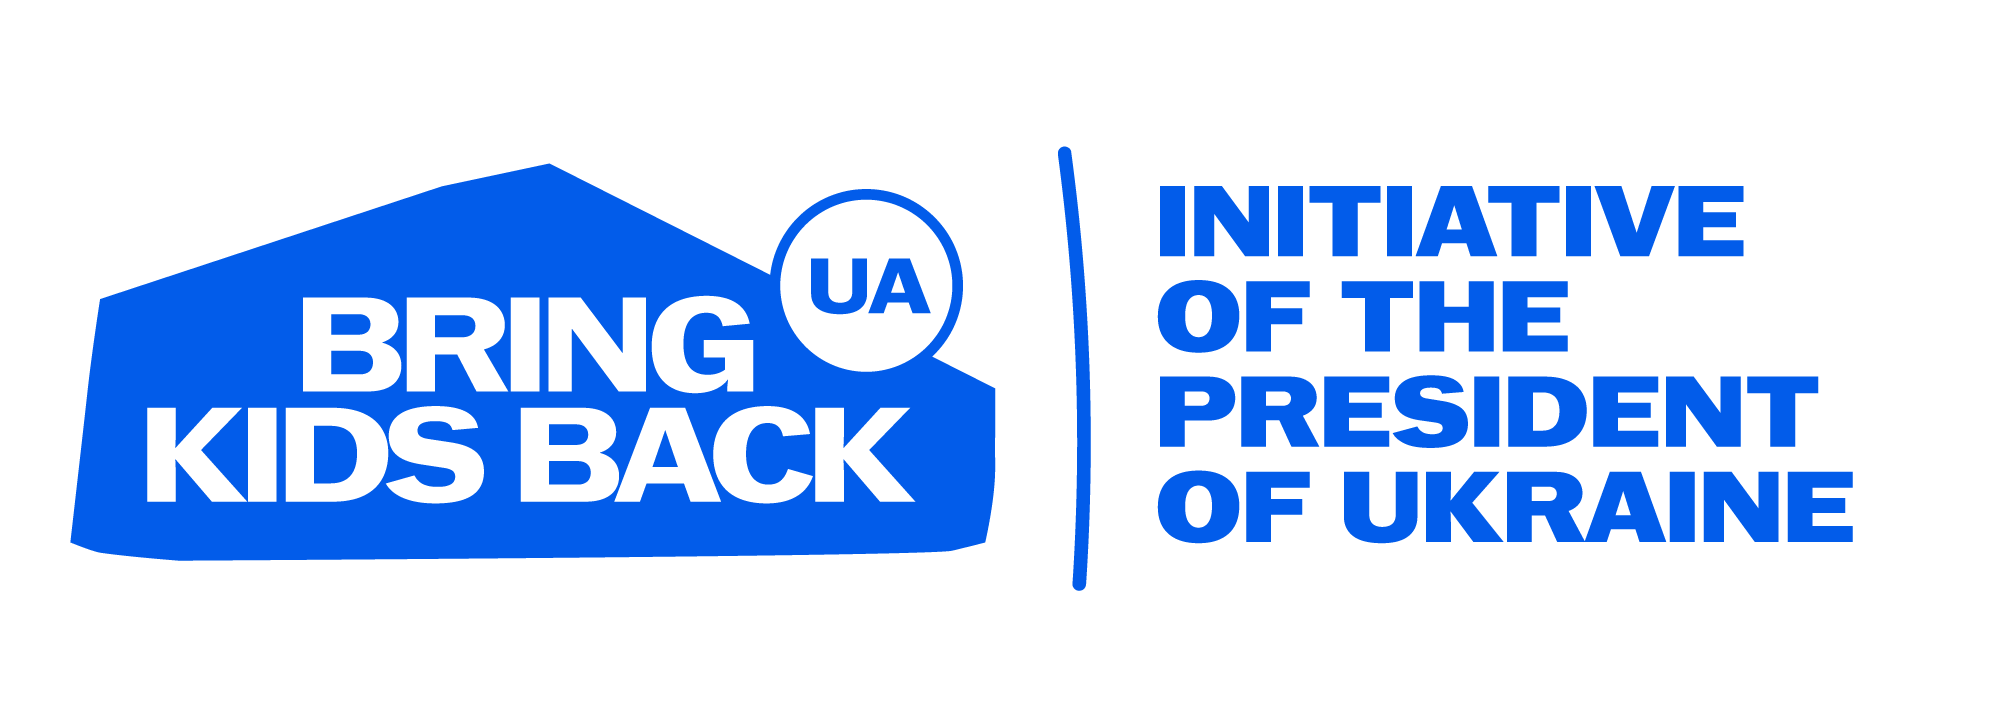 BRING
KIDS BACK
UA
INITIATIVE
OF THE
PRESIDENT
OF UKRAINE